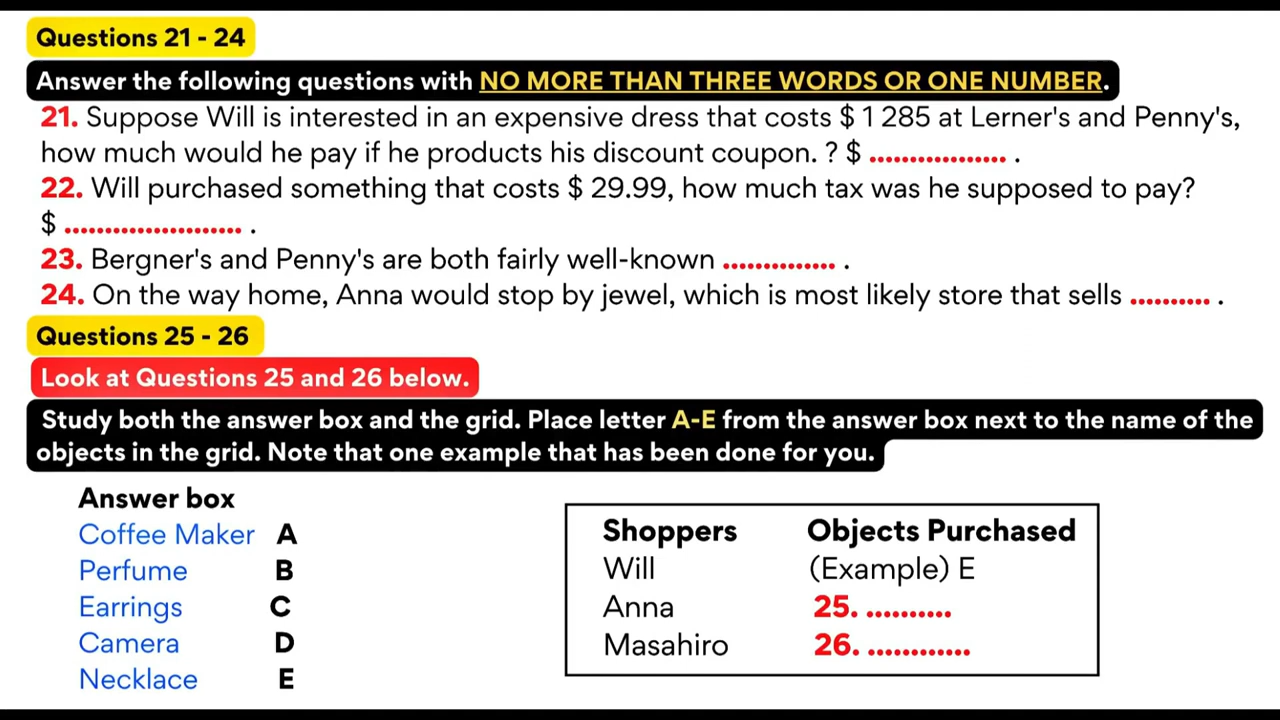 Questions 21 - 24
Answer the following questions with NO MORE THAN THREE WORDS OR ONE NUMBER.
21. Suppose Will is interested in an expensive dress that costs $ 1 285 at Lerner's and Penny's,
how much would he pay if he products his discount coupon. ? $ .................. .
22. Will purchased something that costs $ 29.99, how much tax was he supposed to pay?
$ ....................... .
23. Bergner's and Penny's are both fairly well-known .............. .
24. On the way home, Anna would stop by jewel, which is most likely store that sells .......... .
Questions 25 - 26
Look at Questions 25 and 26 below.
Study both the answer box and the grid. Place letter A-E from the answer box next to the name of the
objects in the grid. Note that one example that has been done for you.
Answer box
Coffee Maker A
Perfume B
Earrings C
Camera D
Necklace E
Shoppers Objects Purchased
Will (Example) E
Anna 25. ...........
Masahiro 26. .............